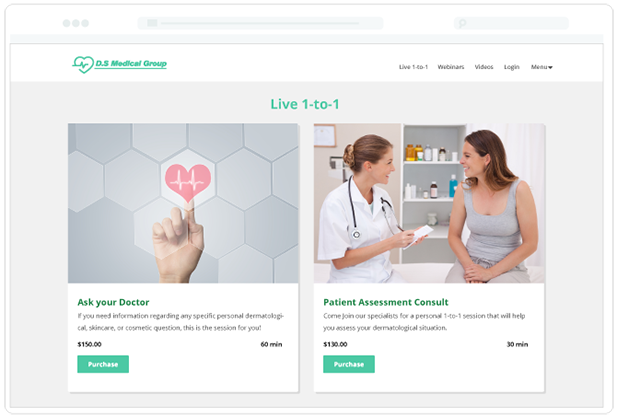 D.S Medical Group
Live 1-to-1 Webinars Videos Login Menu
Live 1-to-1
Ask your Doctor
If you need information regarding any specific personal dermatologi-
cal, skincare, or cosmetic question, this is the session for you!
$150.00 60 min
Purchase
Patient Assessment Consult
Come Join our specialists for a personal 1-to-1 session that will help
you assess your dermatological situation.
$130.00 30 min
Purchase